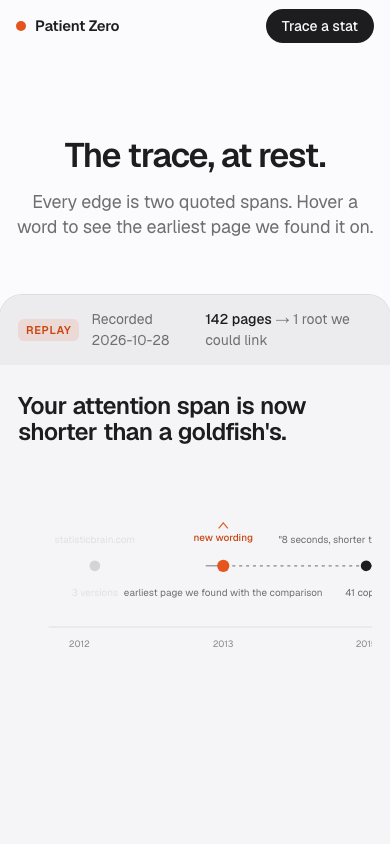 Patient Zero
Trace a stat
The trace, at rest.
Every edge is two quoted spans. Hover a
word to see the earliest page we found it on.
REPLAY
Recorded
2026-10-28
142 pages → 1 root we
could link
Your attention span is now
shorter than a goldfish's.
statisticbrain.com
new wording
"8 seconds, shorter t
3 versions
earliest page we found with the comparison
41 cop
2012
2013
201